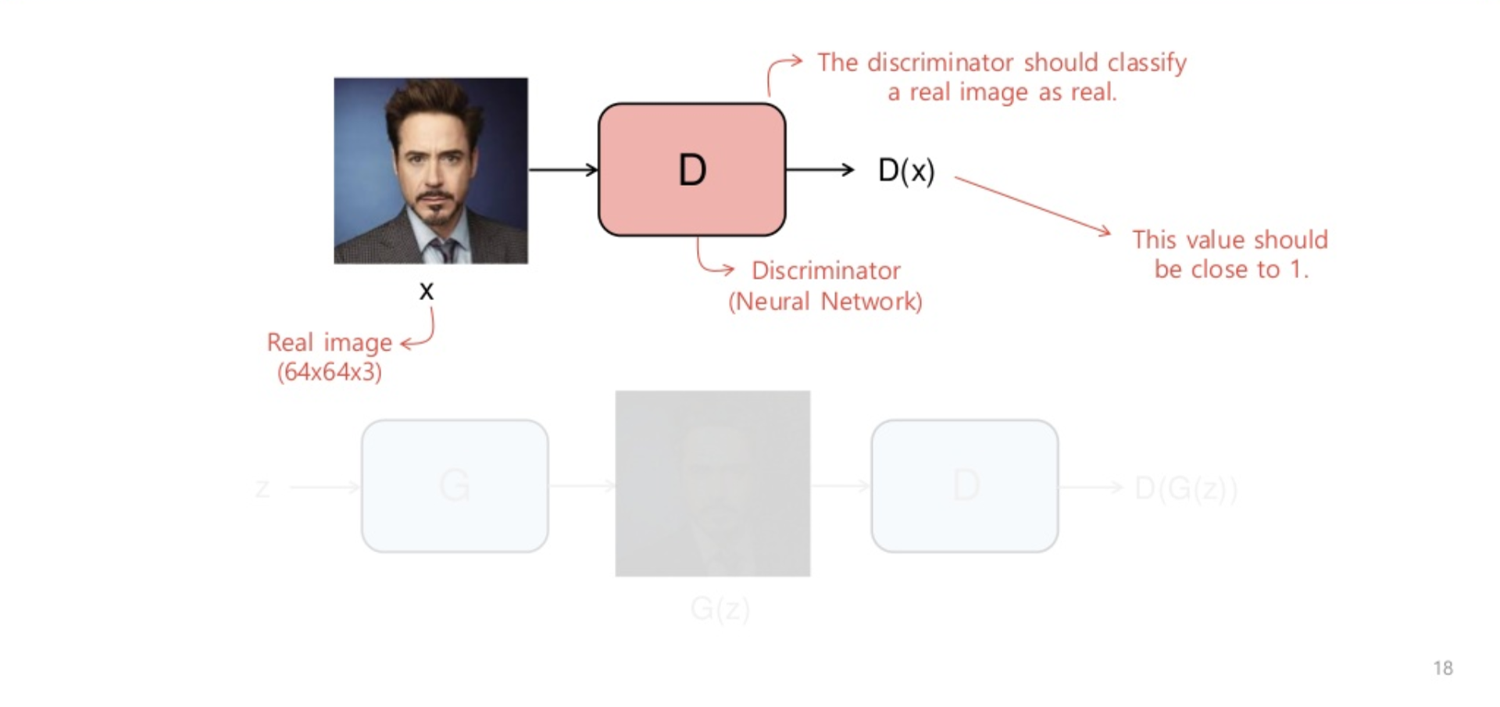 The discriminator should classify
a real image as real.
D
D(x)
This value should
be close to 1.
Discriminator
(Neural Network)
x
Real image
(64x64x3)
z
G
D
D(G(z))
G(z)
18